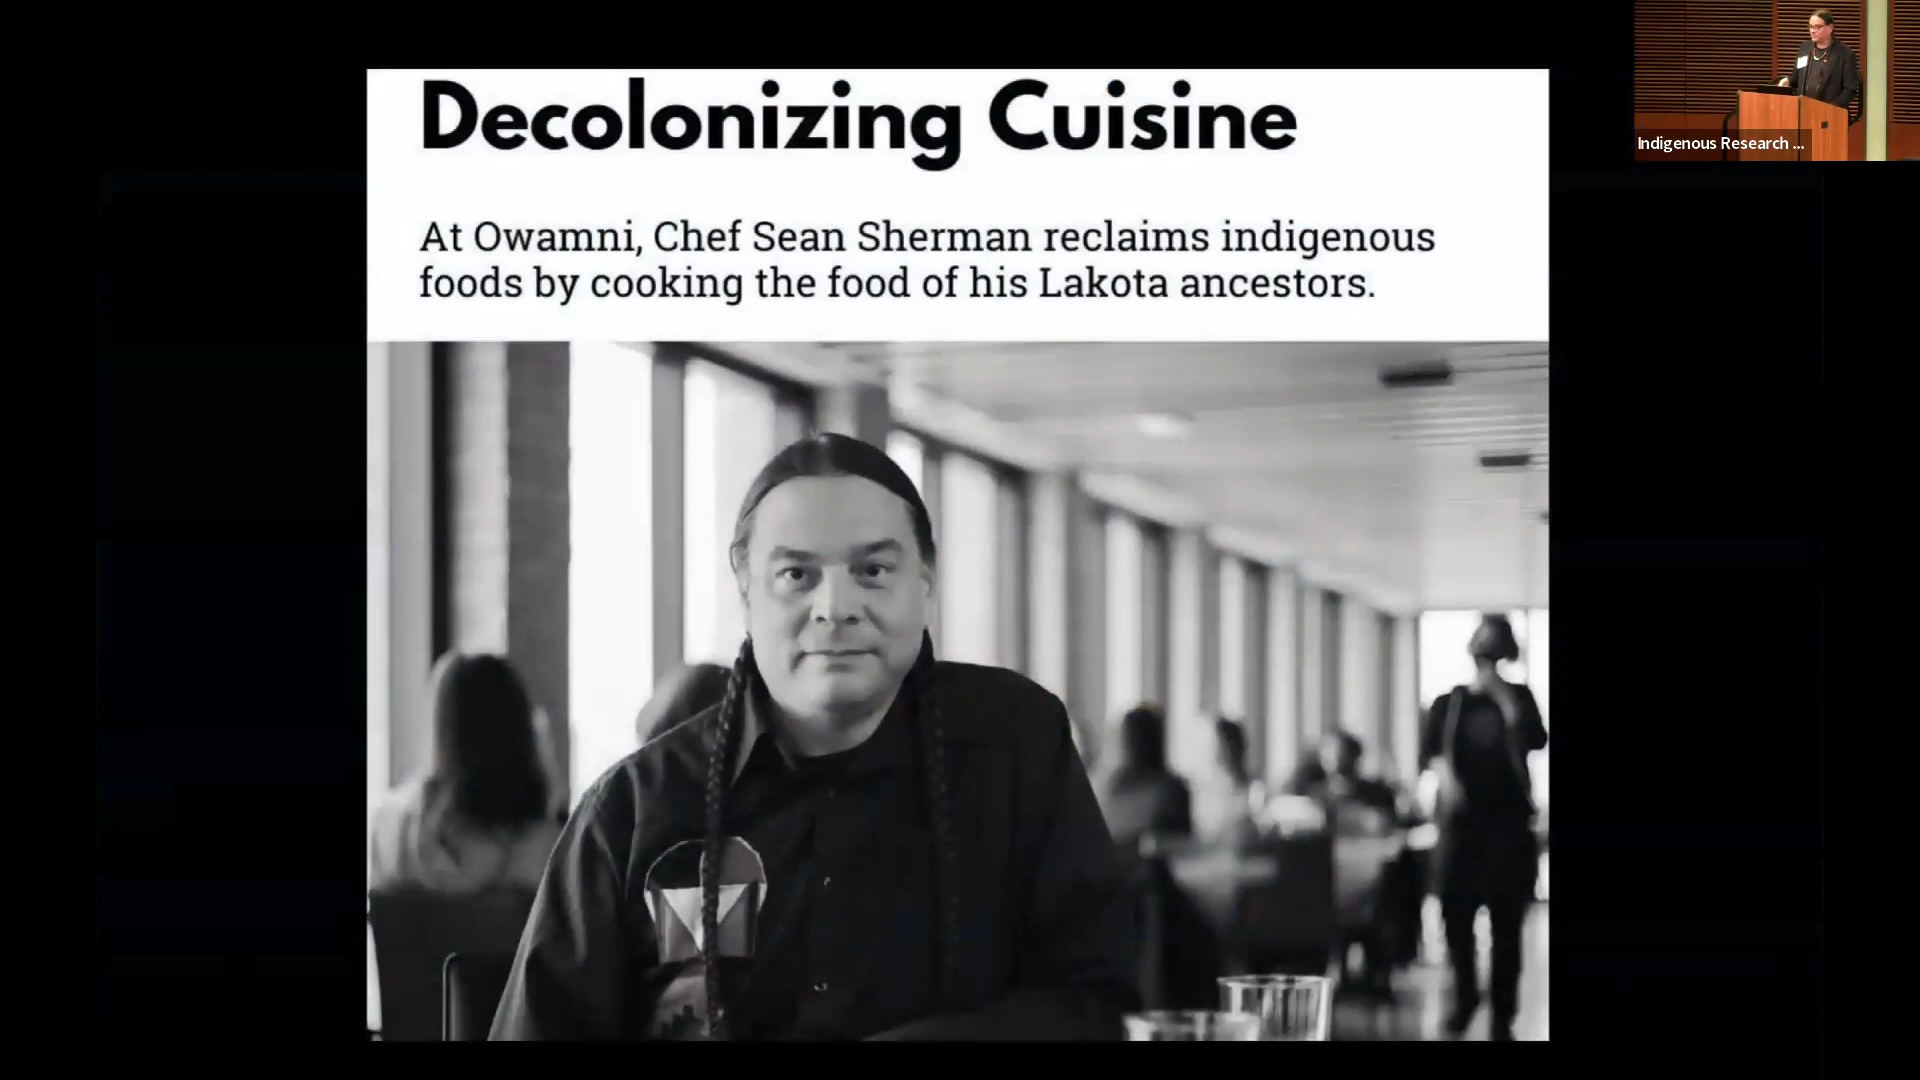 Decolonizing Cuisine
At Owamni, Chef Sean Sherman reclaims indigenous
foods by cooking the food of his Lakota ancestors.
Indigenous Research ...